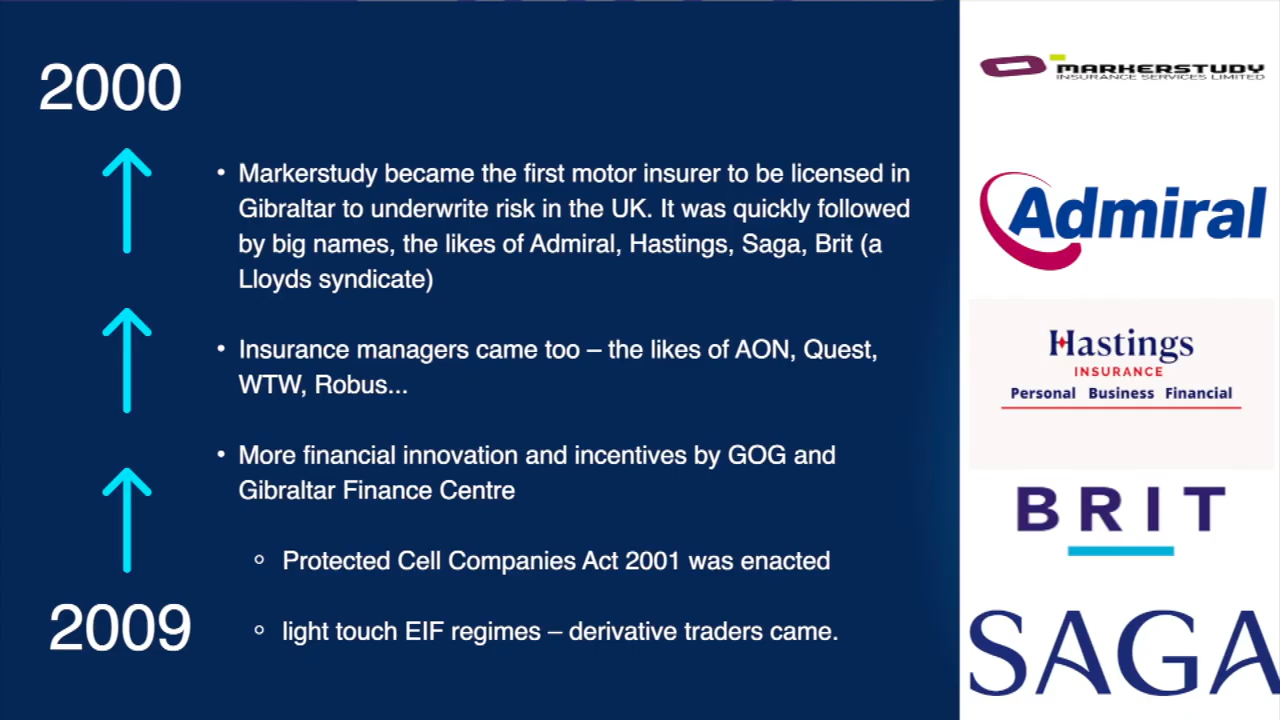 2000
• Markerstudy became the first motor insurer to be licensed in
Gibraltar to underwrite risk in the UK. It was quickly followed
by big names, the likes of Admiral, Hastings, Saga, Brit (a
Lloyds syndicate)
• Insurance managers came too – the likes of AON, Quest,
WTW, Robus...
• More financial innovation and incentives by GOG and
Gibraltar Finance Centre
◦ Protected Cell Companies Act 2001 was enacted
◦ light touch EIF regimes – derivative traders came.
2009
MARKERSTUDY
INSURANCE SERVICES LIMITED
Admiral
Hastings
INSURANCE
Personal Business Financial
BRIT
SAGA